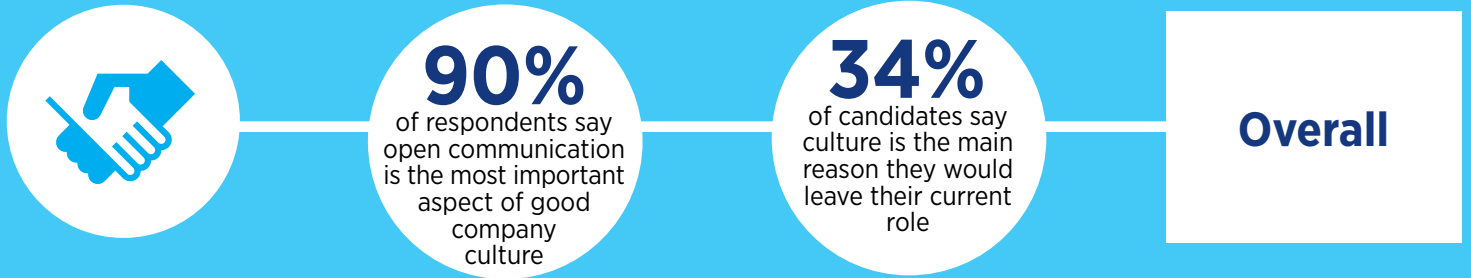 90%
of respondents say
open communication
is the most important
aspect of good
company
culture
34%
of candidates say
culture is the main
reason they would
leave their current
role
Overall